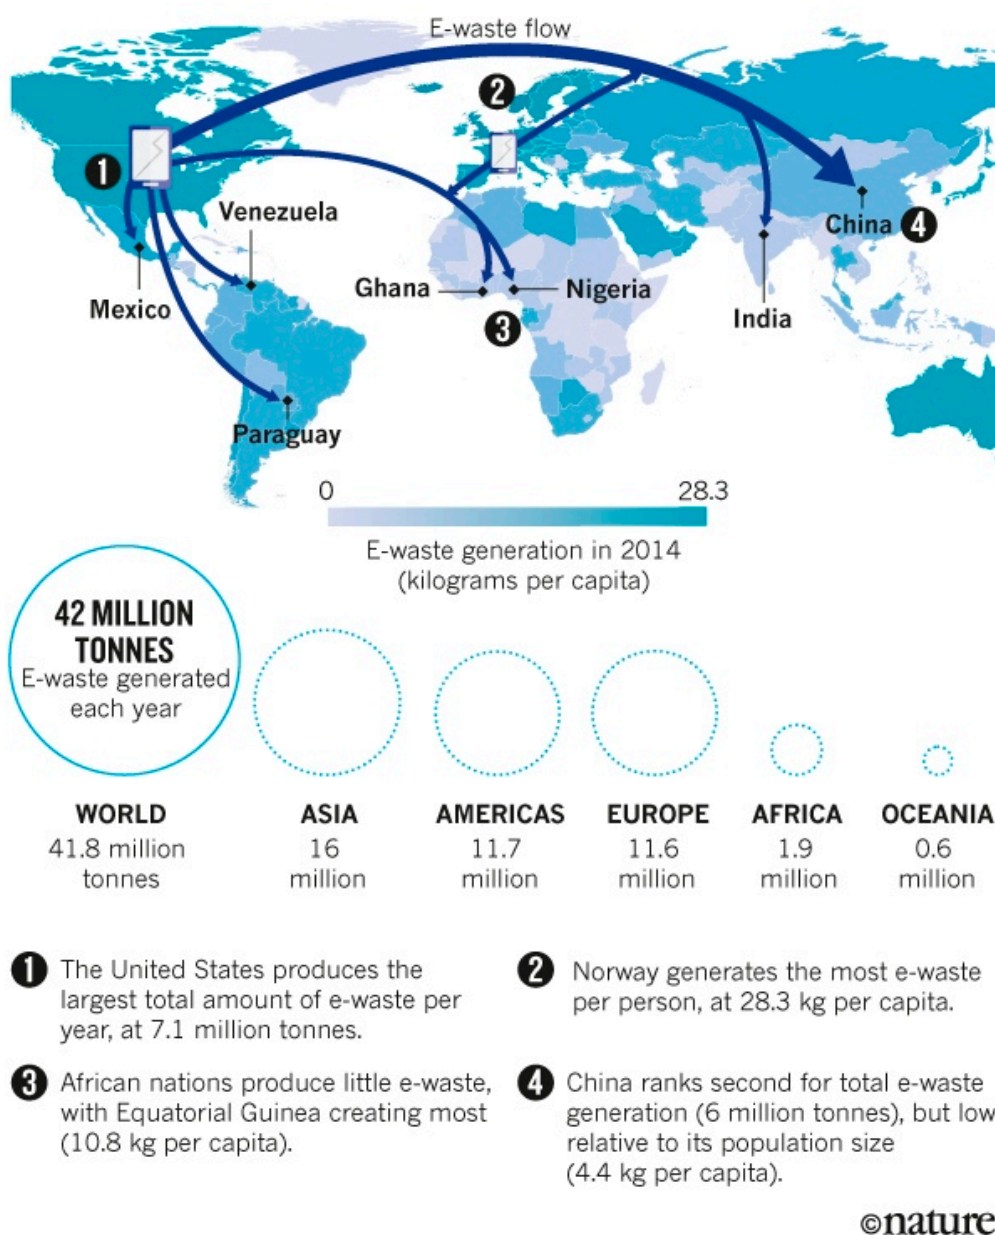 E-waste flow
2
1
Venezuela
China 4
Mexico
Ghana
Nigeria
3
India
Paraguay
0
28.3
E-waste generation in 2014
(kilograms per capita)
42 MILLION
TONNES
E-waste generated
each year
WORLD
41.8 million
tonnes
ASIA
16
million
AMERICAS
11.7
million
EUROPE
11.6
million
AFRICA
1.9
million
OCEANIA
0.6
million
1 The United States produces the
largest total amount of e-waste per
year, at 7.1 million tonnes.
2 Norway generates the most e-waste
per person, at 28.3 kg per capita.
3 African nations produce little e-waste,
with Equatorial Guinea creating most
(10.8 kg per capita).
4 China ranks second for total e-waste
generation (6 million tonnes), but low
relative to its population size
(4.4 kg per capita).
©nature